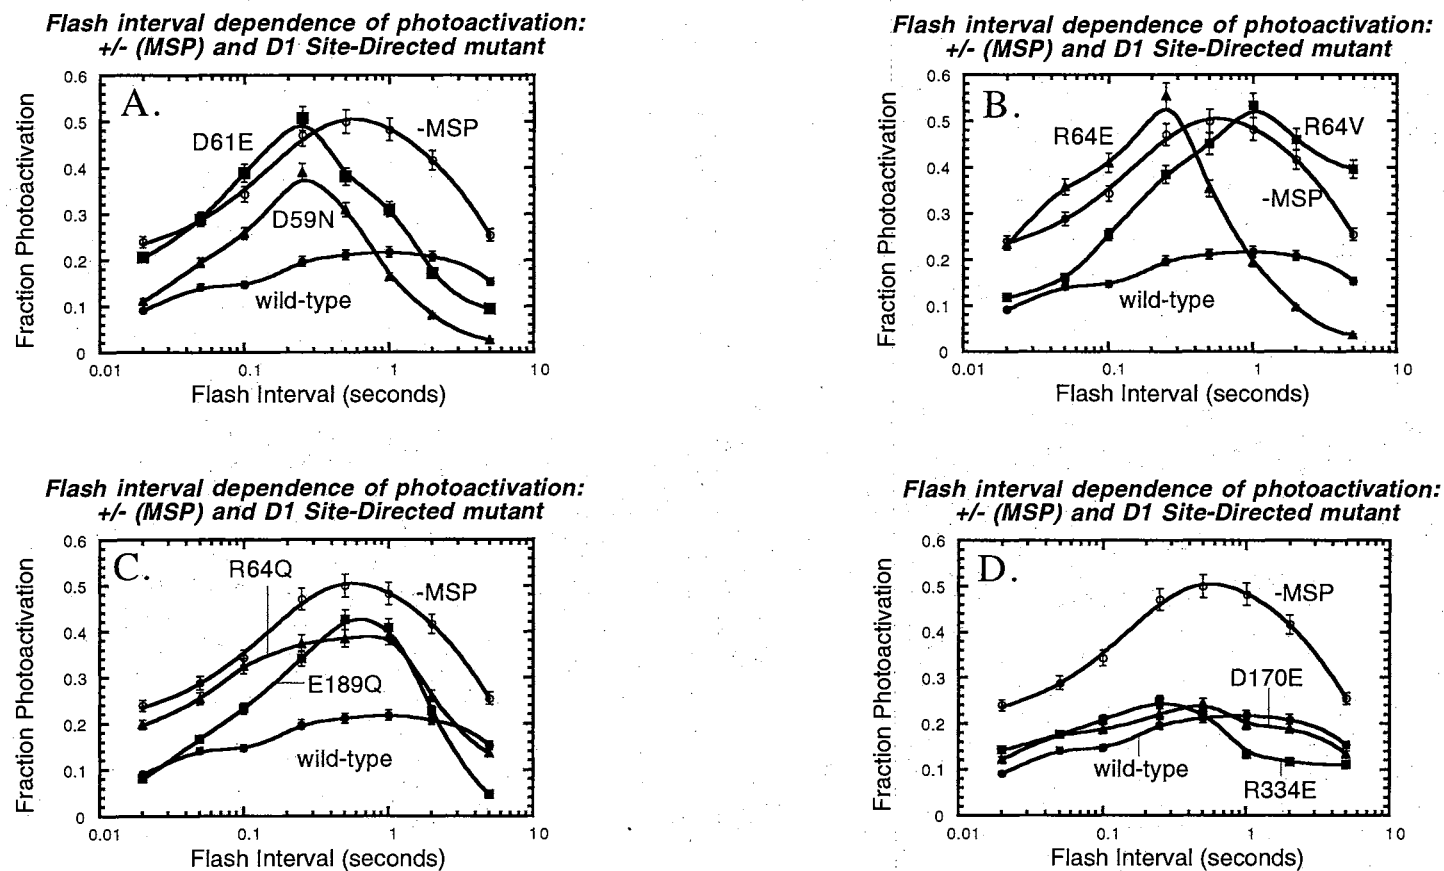 Flash interval dependence of photoactivation:
+/- (MSP) and D1 Site-Directed mutant
A.
D61E
-MSP
D59N
wild-type
Fraction Photoactivation
0.6
0.5
0.4
0.3
0.2
0.1
0
0.01
0.1
1
10
Flash Interval (seconds)
Flash interval dependence of photoactivation:
+/- (MSP) and D1 Site-Directed mutant
B.
R64E
R64V
-MSP
wild-type
Fraction Photoactivation
0.6
0.5
0.4
0.3
0.2
0.1
0
0.01
0.1
1
10
Flash Interval (seconds)
Flash interval dependence of photoactivation:
+/- (MSP) and D1 Site-Directed mutant
C.
R64Q
-MSP
E189Q
wild-type
Fraction Photoactivation
0.6
0.5
0.4
0.3
0.2
0.1
0
0.01
0.1
1
10
Flash Interval (seconds)
Flash interval dependence of photoactivation:
+/- (MSP) and D1 Site-Directed mutant
D.
-MSP
D170E
wild-type
R334E
Fraction Photoactivation
0.6
0.5
0.4
0.3
0.2
0.1
0
0.01
0.1
1
10
Flash Interval (seconds)